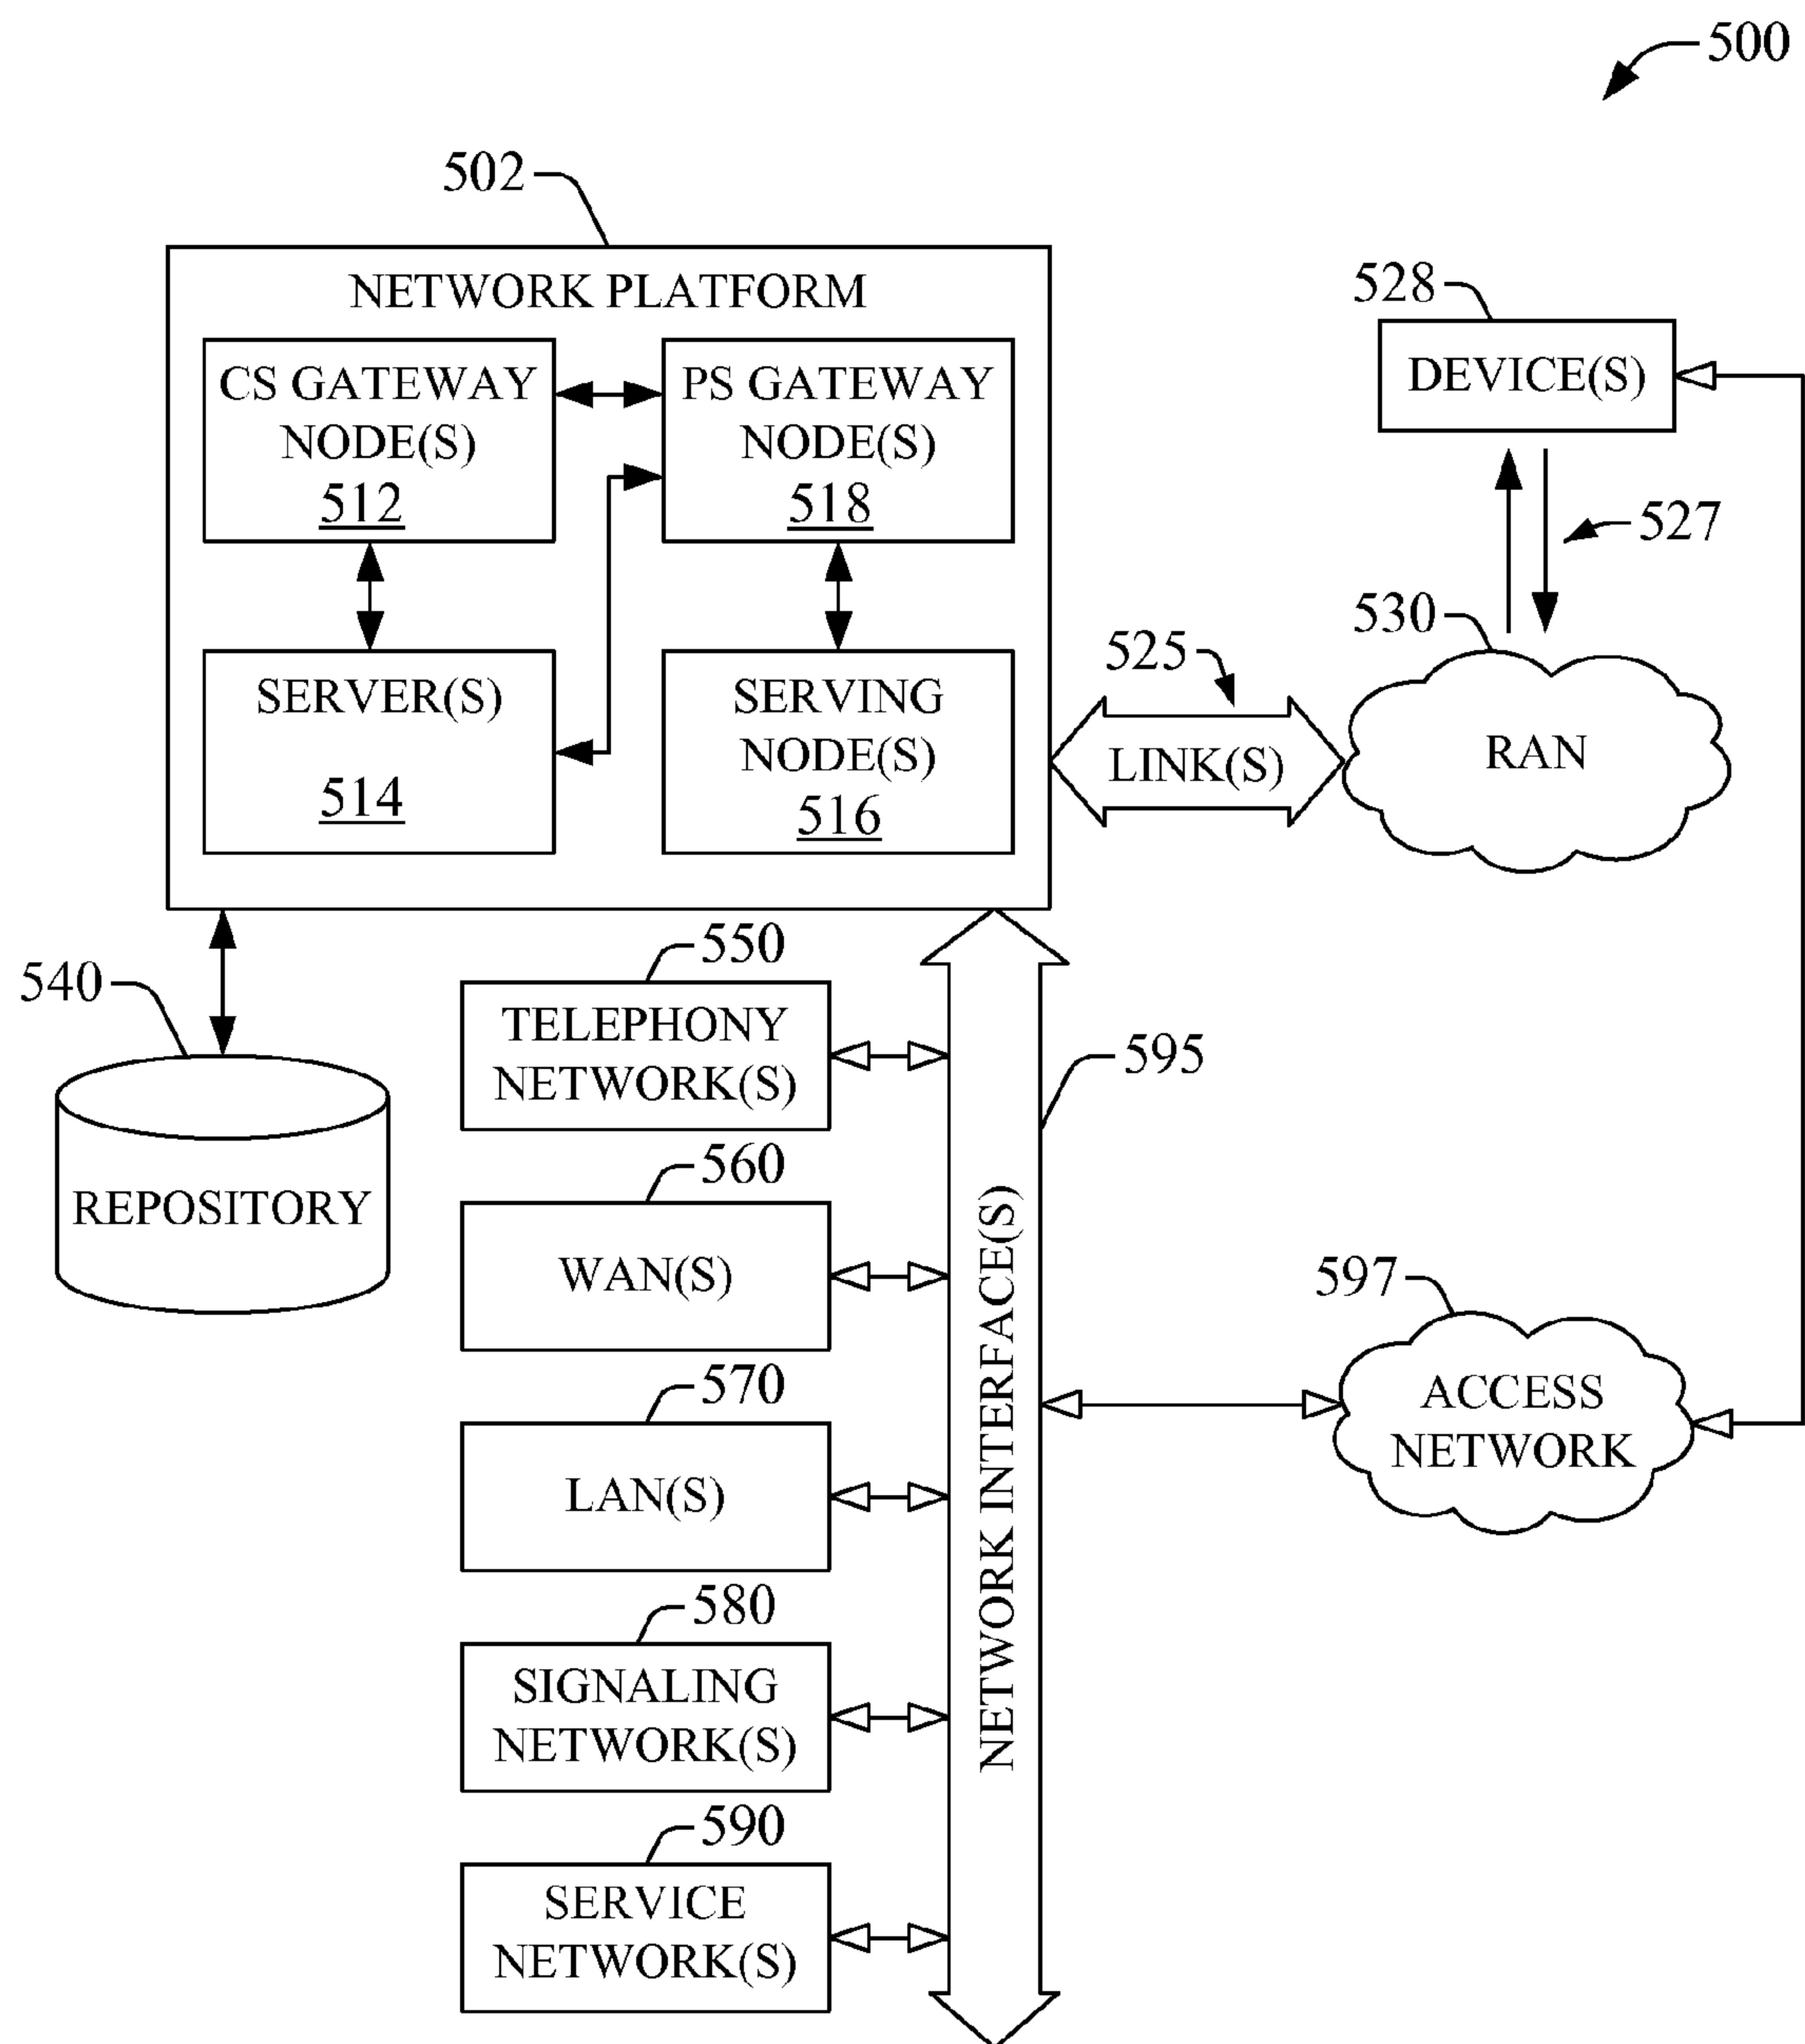 500
502
NETWORK PLATFORM
CS GATEWAY
NODE(S)
512
PS GATEWAY
NODE(S)
518
SERVER(S)
514
SERVING
NODE(S)
516
528
DEVICE(S)
527
530
RAN
525
LINK(S)
540
REPOSITORY
550
TELEPHONY
NETWORK(S)
560
WAN(S)
570
LAN(S)
580
SIGNALING
NETWORK(S)
590
SERVICE
NETWORK(S)
595
NETWORK INTERFACE(S)
597
ACCESS
NETWORK